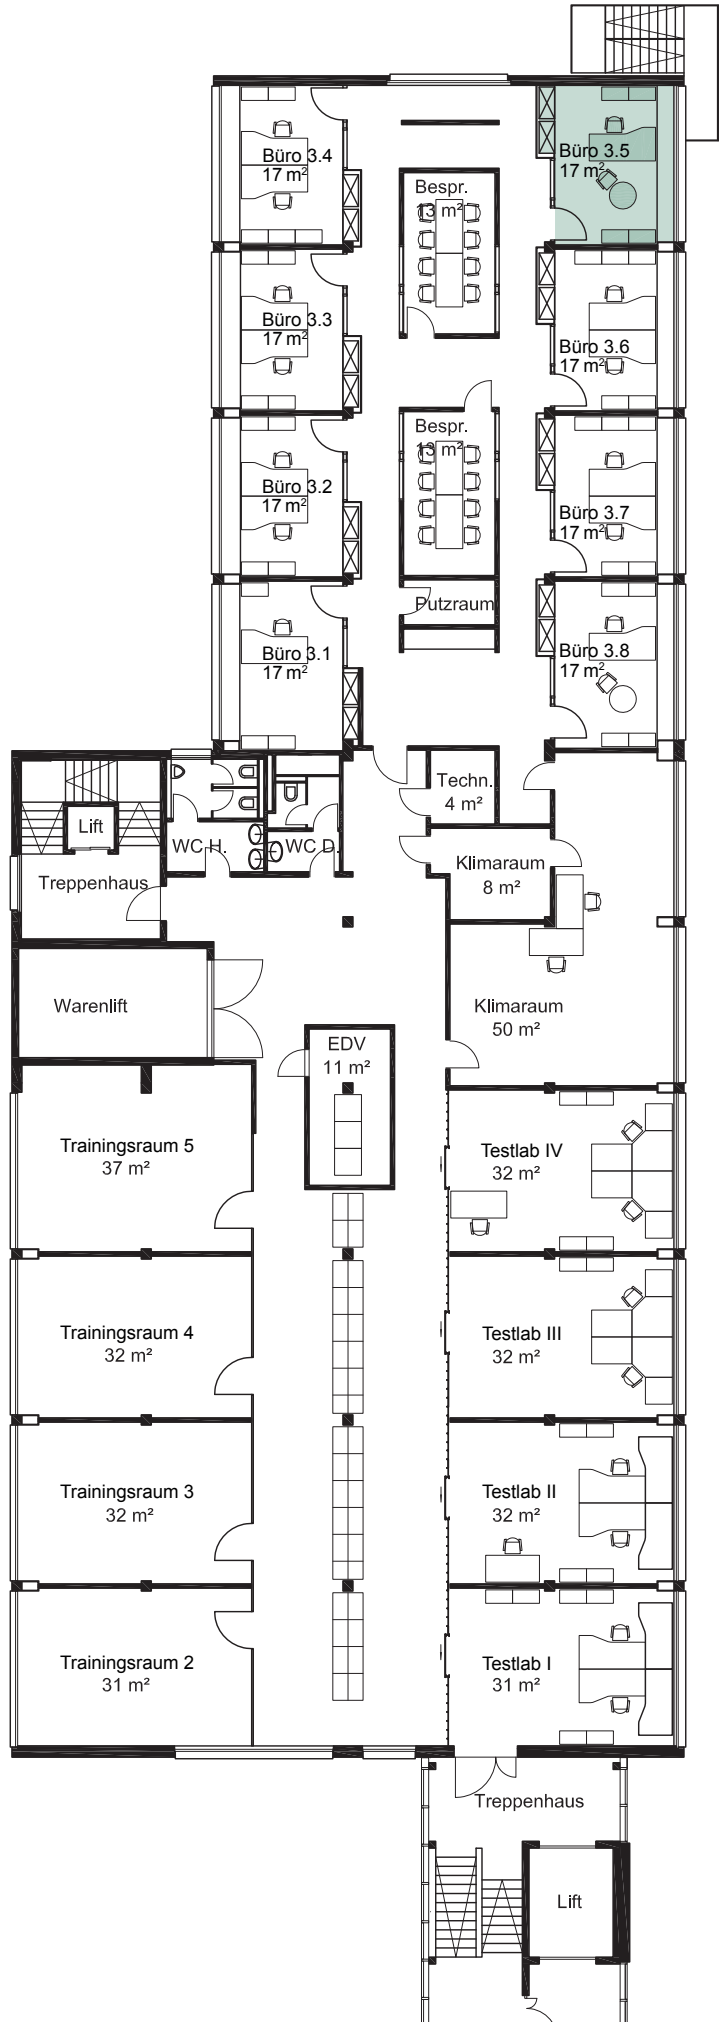 Büro 3.4
17 m²
Bespr.
13 m²
Büro 3.5
17 m²
Büro 3.3
17 m²
Büro 3.6
17 m²
Büro 3.2
17 m²
Bespr.
13 m²
Büro 3.7
17 m²
Putzraum
Büro 3.1
17 m²
Büro 3.8
17 m²
Techn.
4 m²
Lift
WC H.
WC D.
Klimaraum
8 m²
Treppenhaus
Warenlift
Klimaraum
50 m²
EDV
11 m²
Trainingsraum 5
37 m²
Testlab IV
32 m²
Trainingsraum 4
32 m²
Testlab III
32 m²
Trainingsraum 3
32 m²
Testlab II
32 m²
Trainingsraum 2
31 m²
Testlab I
31 m²
Treppenhaus
Lift